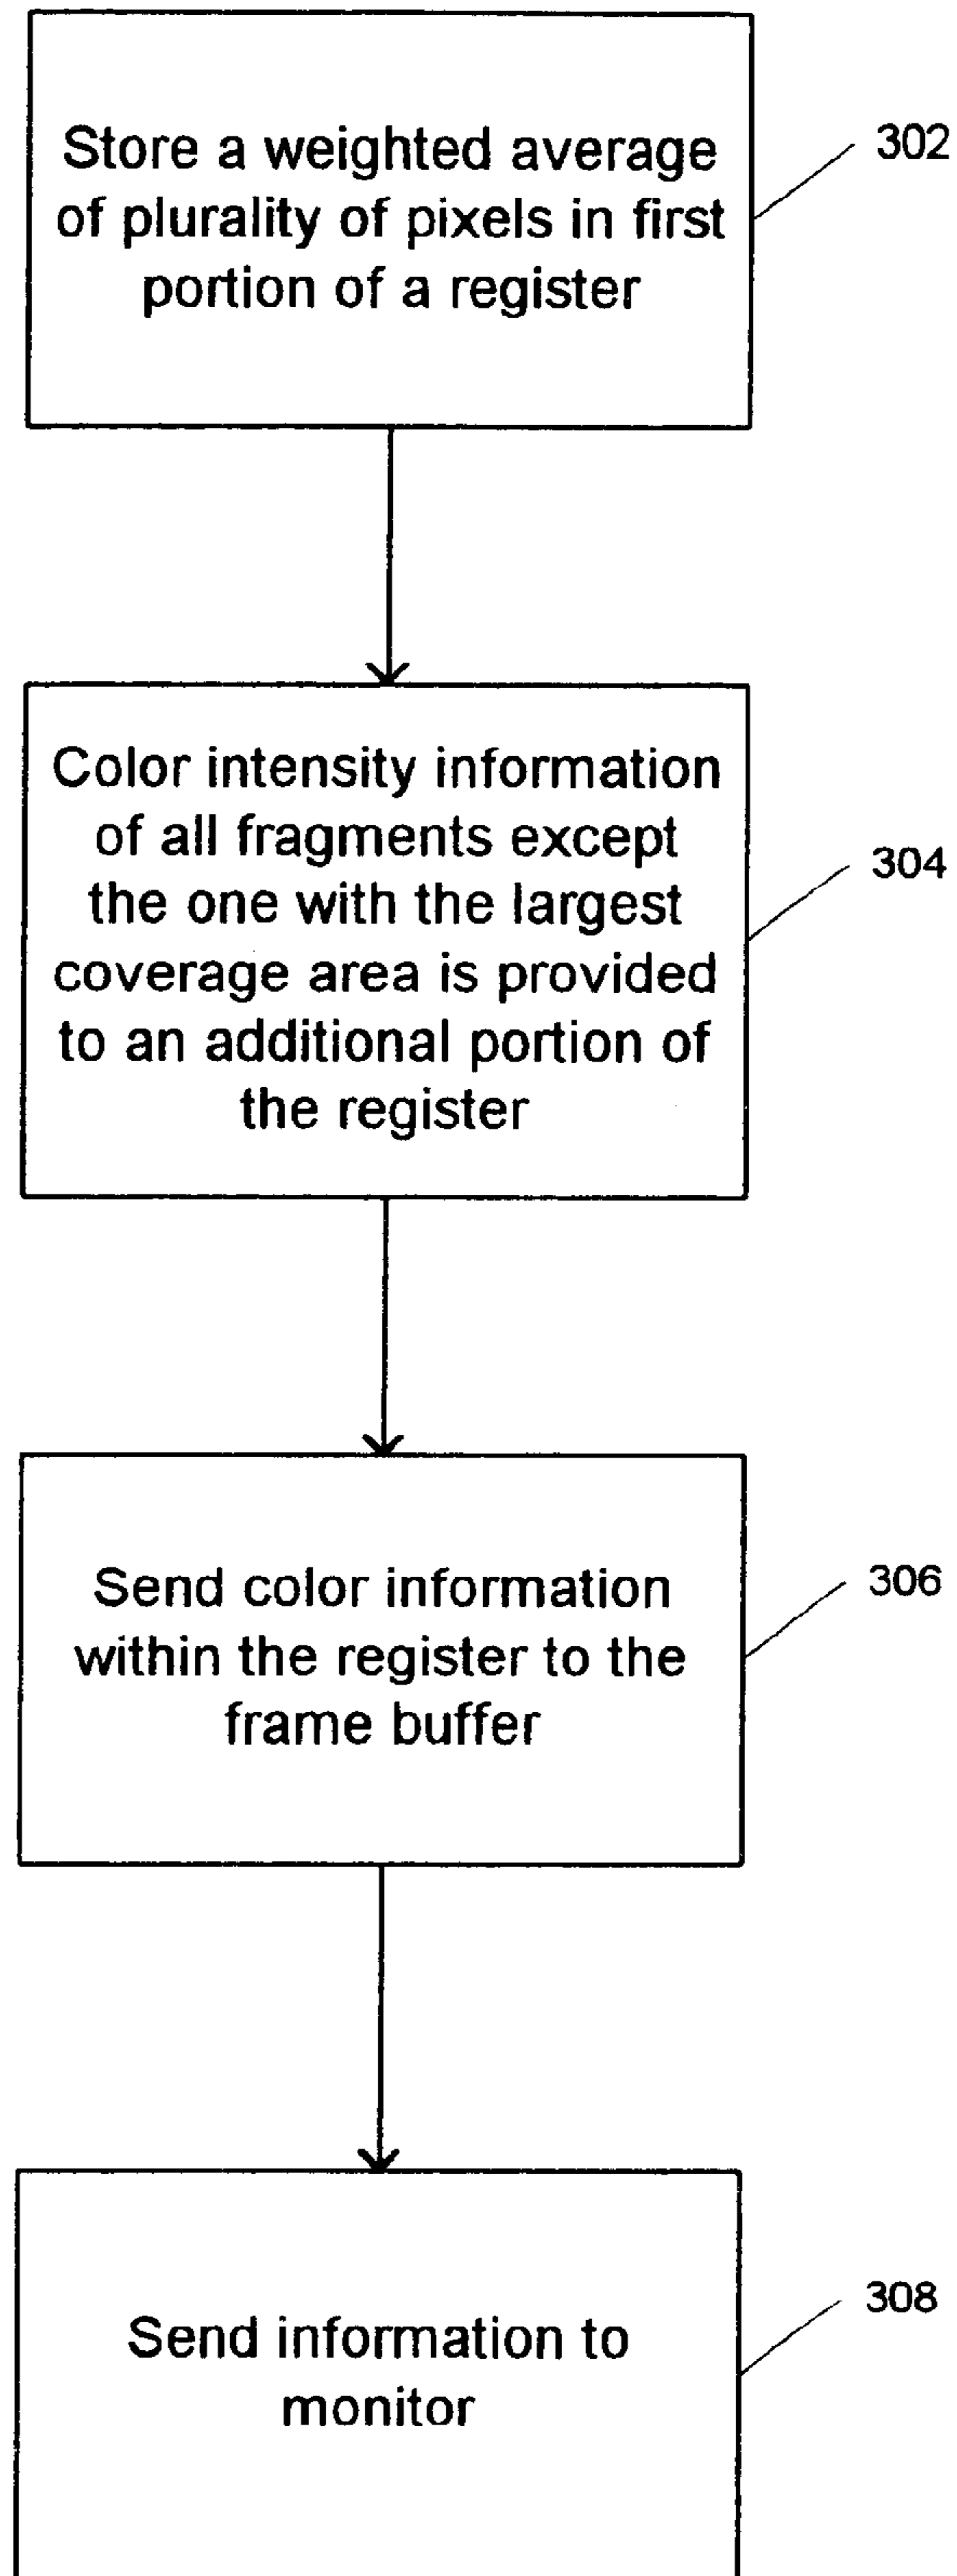 Store a weighted average
of plurality of pixels in first
portion of a register
302
Color intensity information
of all fragments except
the one with the largest
coverage area is provided
to an additional portion of
the register
304
Send color information
within the register to the
frame buffer
306
Send information to
monitor
308